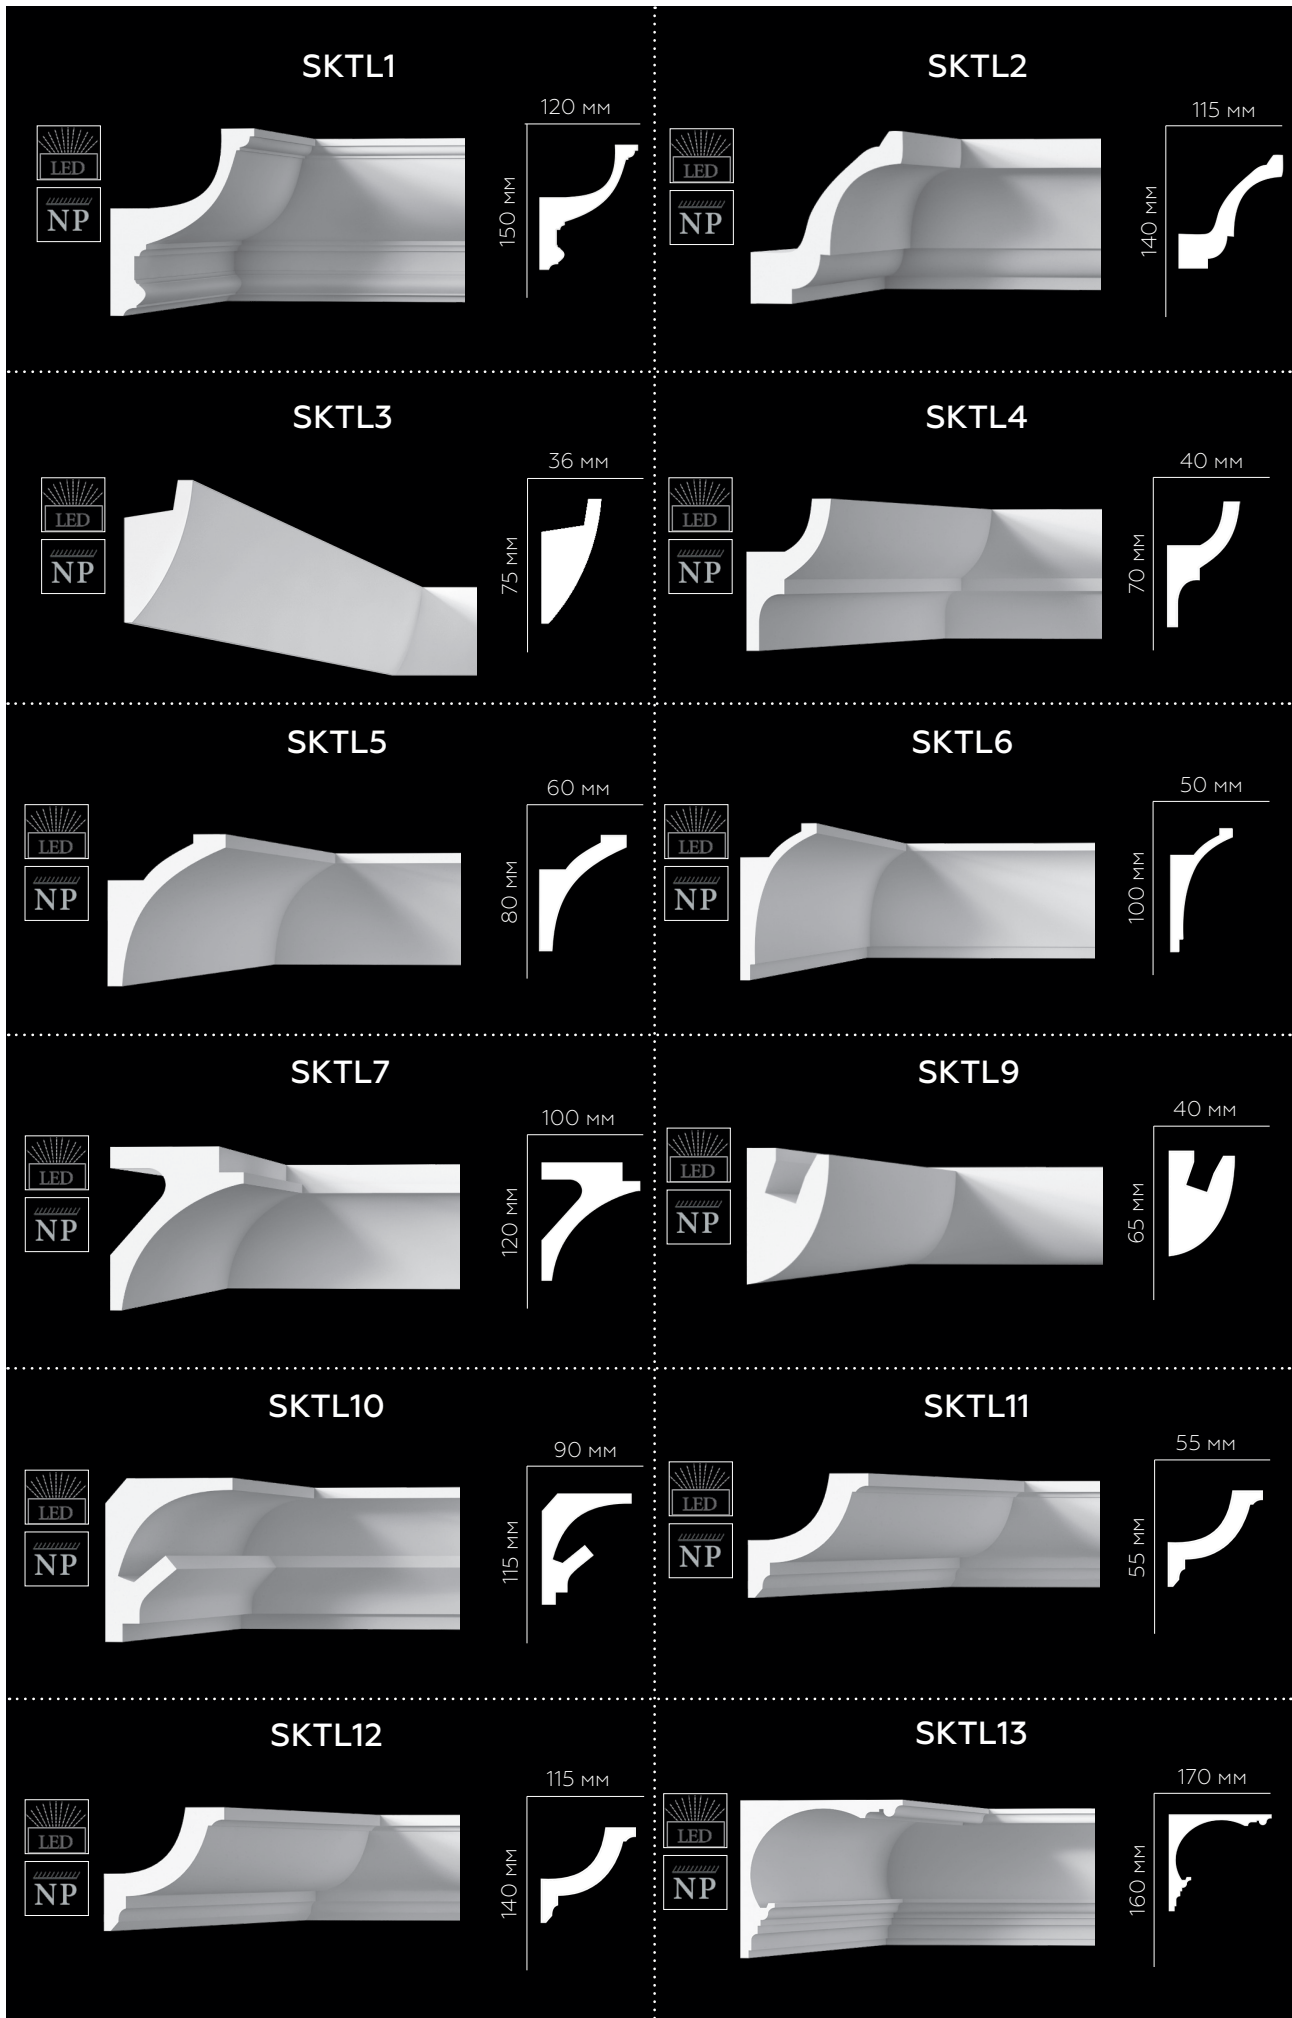 SKTL1
120 мм
LED
NP
150 мм
SKTL2
115 мм
LED
NP
140 мм
SKTL3
36 мм
LED
NP
75 мм
SKTL4
40 мм
LED
NP
70 мм
SKTL5
60 мм
LED
NP
80 мм
SKTL6
50 мм
LED
NP
100 мм
SKTL7
100 мм
LED
NP
120 мм
SKTL9
40 мм
LED
NP
65 мм
SKTL10
90 мм
LED
NP
115 мм
SKTL11
55 мм
LED
NP
55 мм
SKTL12
115 мм
LED
NP
140 мм
SKTL13
170 мм
LED
NP
160 мм